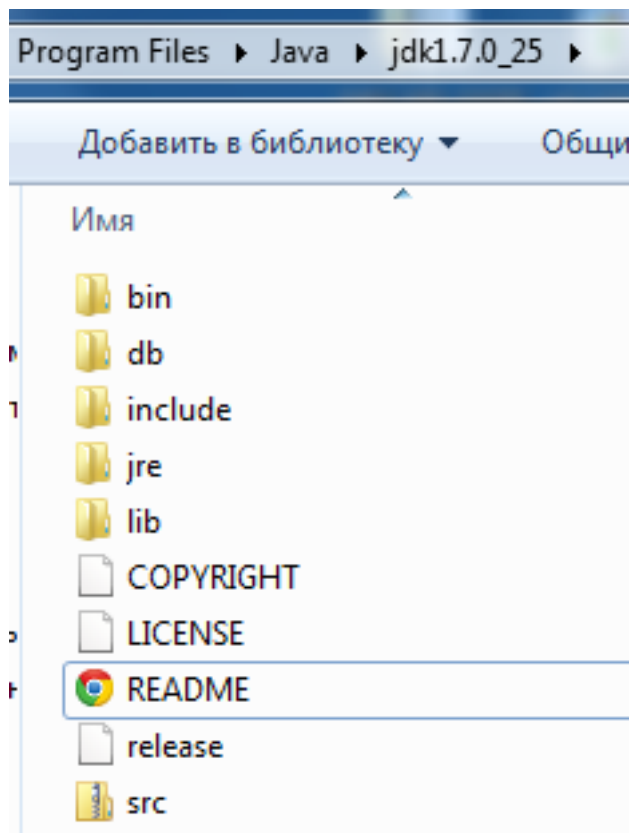 Program Files Java jdk1.7.0_25
Добавить в библиотеку
Имя
bin
db
include
jre
lib
COPYRIGHT
LICENSE
README
release
src